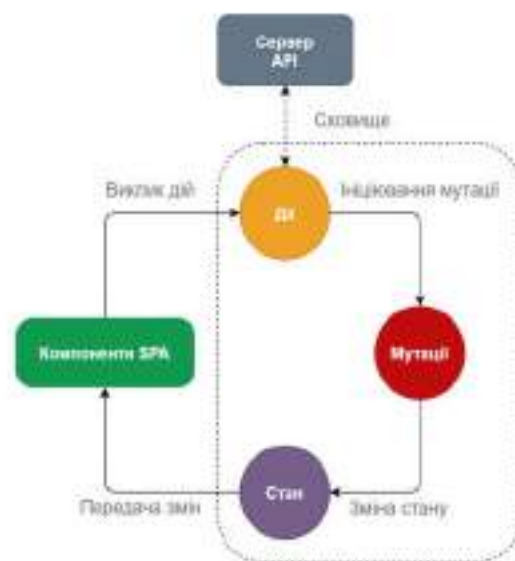 Сервер
API
Сховище
Виклик дій
Дії
Ініціювання мутації
Компоненти SPA
Мутації
Стан
Передача змін
Зміна стану